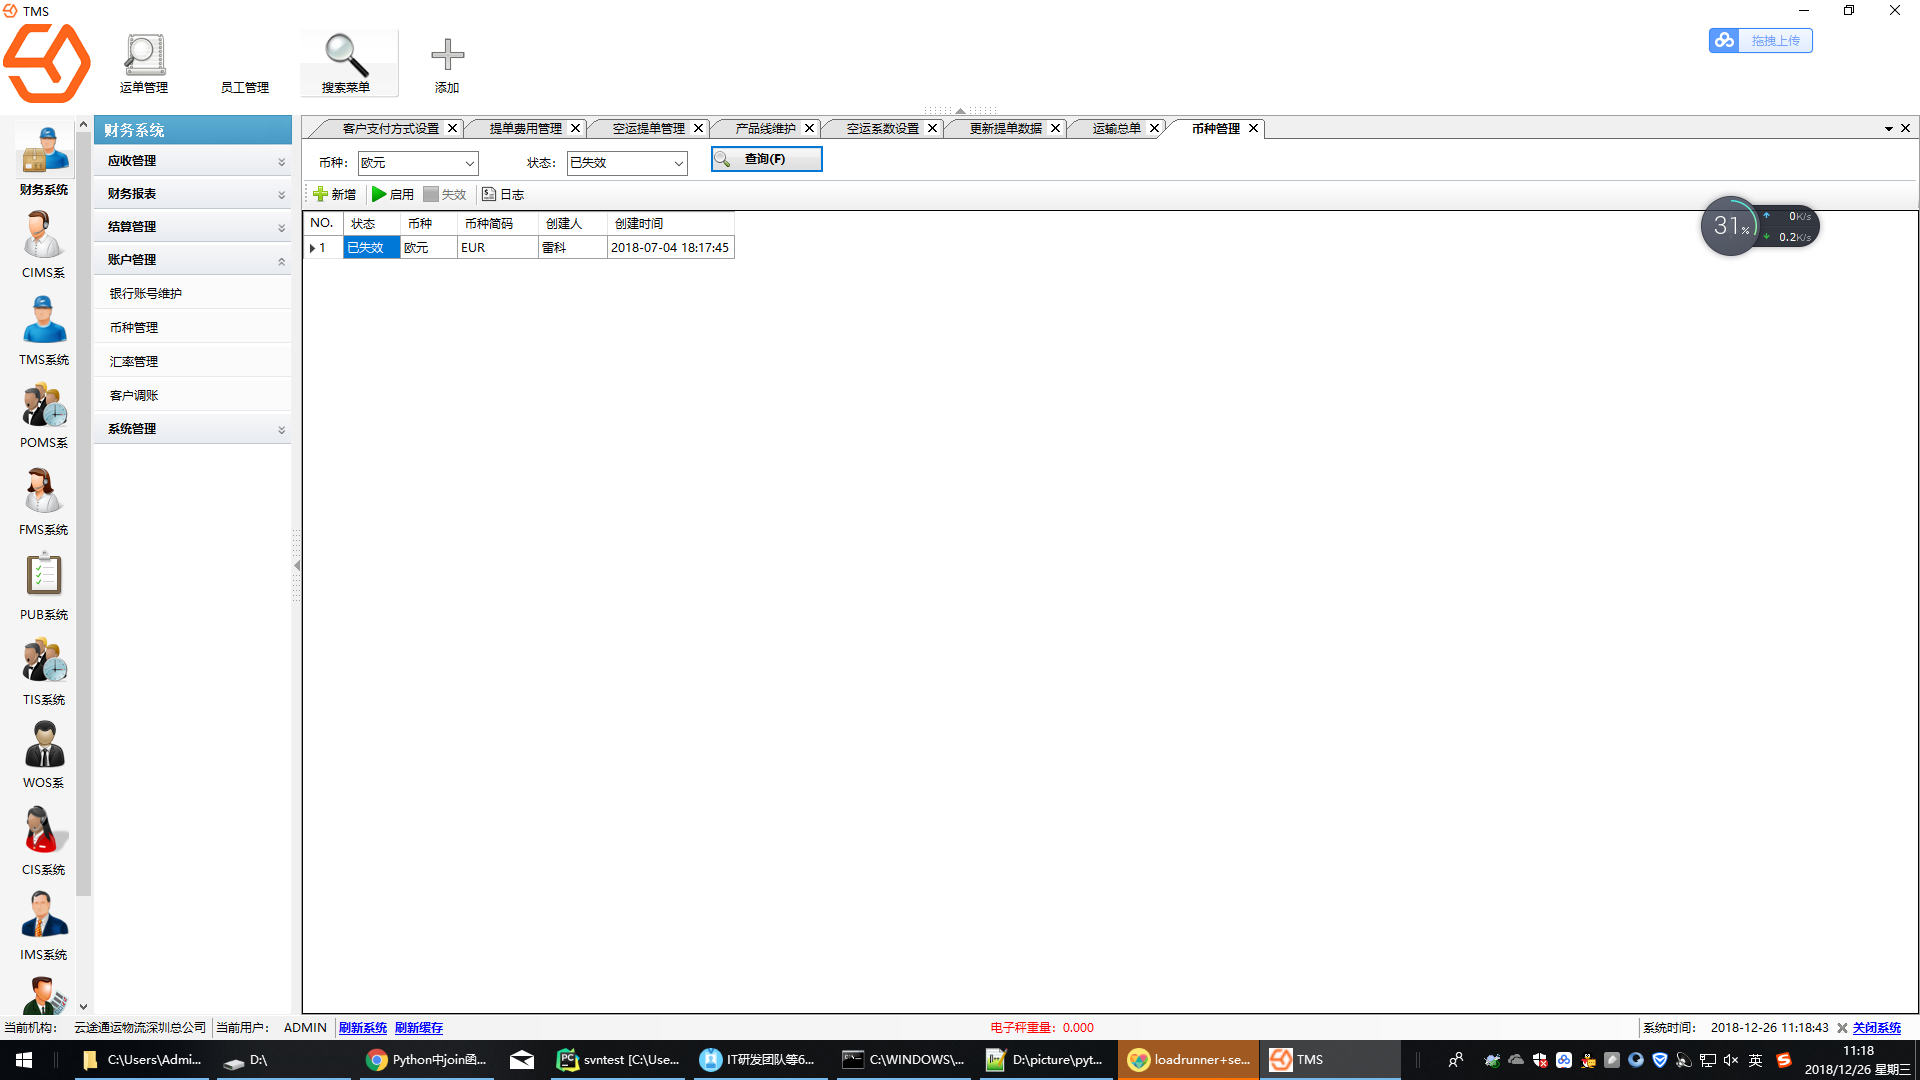 TMS
运单管理
员工管理
搜索菜单
添加
拖拽上传
财务系统
CIMS系
TMS系统
POMS系
FMS系统
PUB系统
TIS系统
WOS系
CIS系统
IMS系统
财务系统
应收管理
财务报表
结算管理
账户管理
银行账号维护
币种管理
汇率管理
客户调账
系统管理
客户支付方式设置 提单费用管理 空运提单管理 产品线维护 空运系数设置 更新提单数据 运输总单 币种管理
币种: 欧元 状态: 已失效 查询(F)
新增 启用 失效 日志
NO. 状态 币种 币种简码 创建人 创建时间
1 已失效 欧元 EUR 雷科 2018-07-04 18:17:45
31% 0K/s
0.2K/s
当前机构: 云途通运物流深圳总公司 当前用户: ADMIN 刷新系统 刷新缓存 电子秤重量: 0.000 系统时间: 2018-12-26 11:18:43 关闭系统
C:\Users\Admi... D:\ Python中join函... PC svntest [C:\Use... IT研发团队等6... C:\WINDOWS\... D:\picture\pyt... loadrunner+se... TMS 英 11:18
2018/12/26 星期三